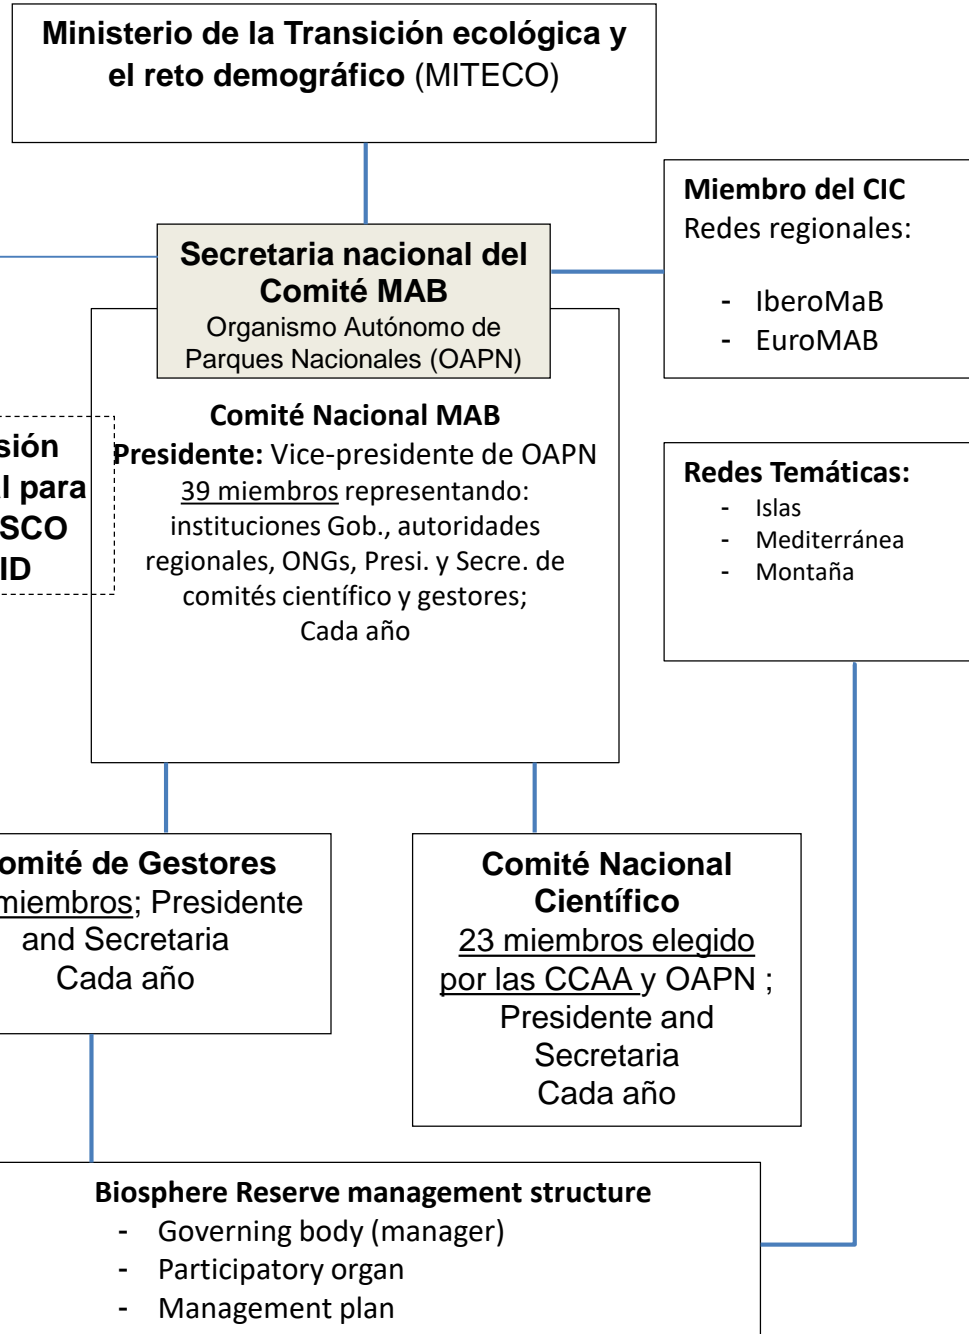 Ministerio de la Transición ecológica y
el reto demográfico (MITECO)
Miembro del CIC
Redes regionales:
- IberoMaB
- EuroMAB
Secretaria nacional del
Comité MAB
Organismo Autónomo de
Parques Nacionales (OAPN)
Comité Nacional MAB
Presidente: Vice-presidente de OAPN
39 miembros representando:
instituciones Gob., autoridades
regionales, ONGs, Presi. y Secre. de
comités científico y gestores;
Cada año
para
Redes Temáticas:
- Islas
- Mediterránea
- Montaña
de Gestores
miembros; Presidente
and Secretaria
Cada año
Comité Nacional
Científico
23 miembros elegido
por las CCAA y OAPN ;
Presidente and
Secretaria
Cada año
Biosphere Reserve management structure
- Governing body (manager)
- Participatory organ
- Management plan